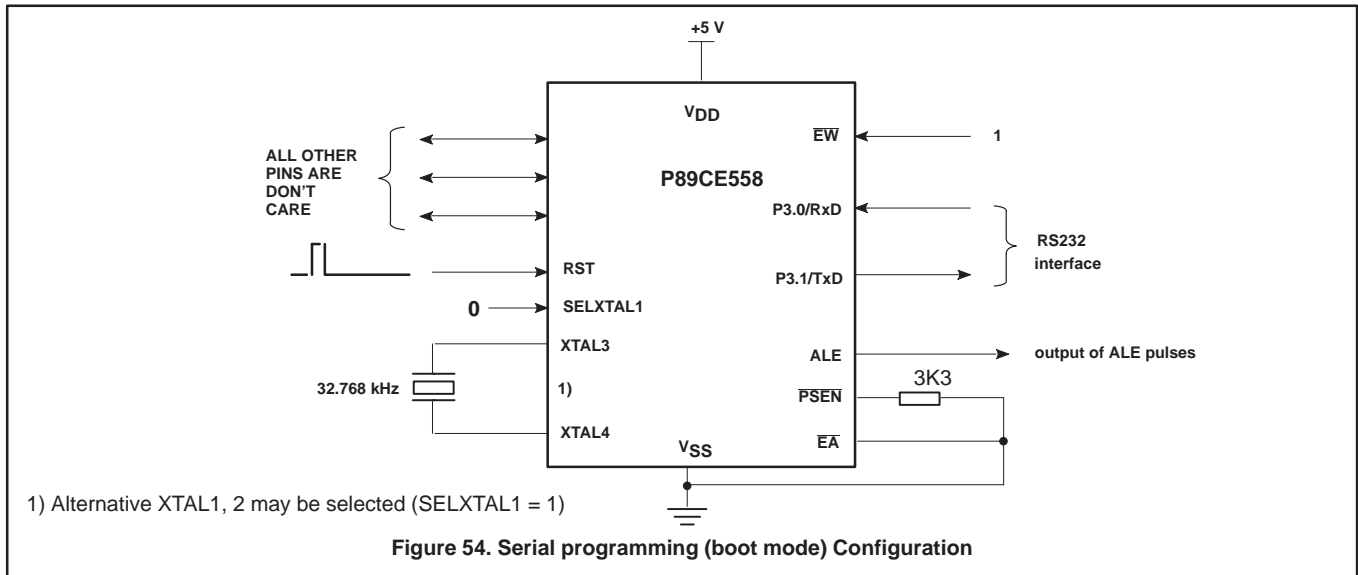 +5 V
VDD
EW
1
ALL OTHER
PINS ARE
DON'T
CARE
P89CE558
P3.0/RxD
RS232
interface
P3.1/TxD
RST
0
SELXTAL1
XTAL3
ALE
output of ALE pulses
32.768 kHz
1)
3K3
PSEN
XTAL4
EA
VSS
1) Alternative XTAL1, 2 may be selected (SELXTAL1 = 1)
Figure 54. Serial programming (boot mode) Configuration